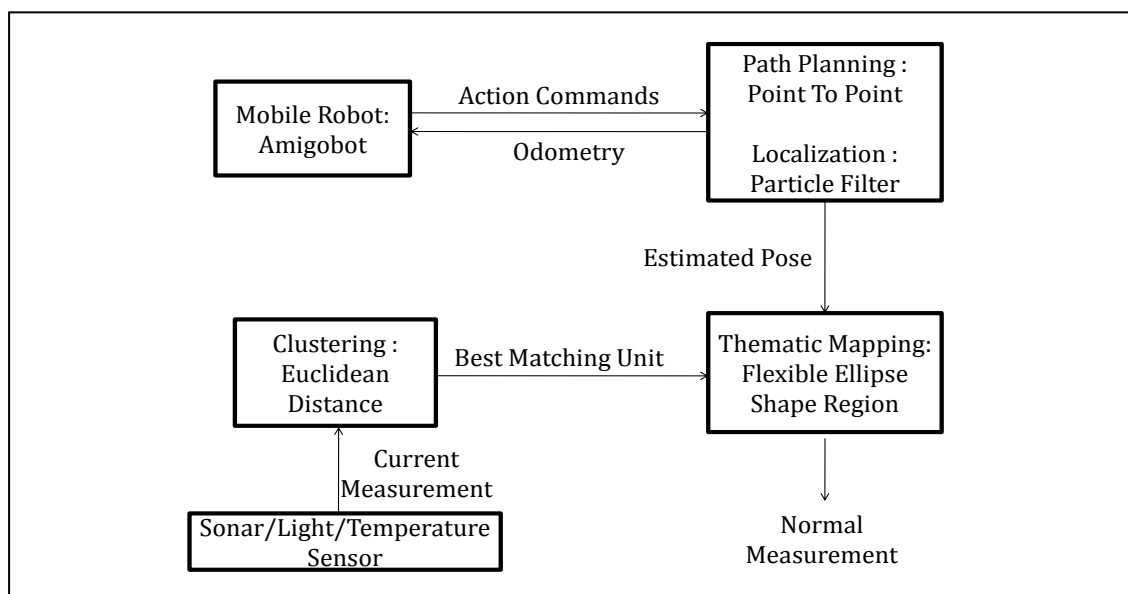 Mobile Robot:
Amigobot
Action Commands
Odometry
Path Planning :
Point To Point
Localization :
Particle Filter
Estimated Pose
Clustering :
Euclidean
Distance
Best Matching Unit
Thematic Mapping:
Flexible Ellipse
Shape Region
Current
Measurement
Sonar/Light/Temperature
Sensor
Normal
Measurement